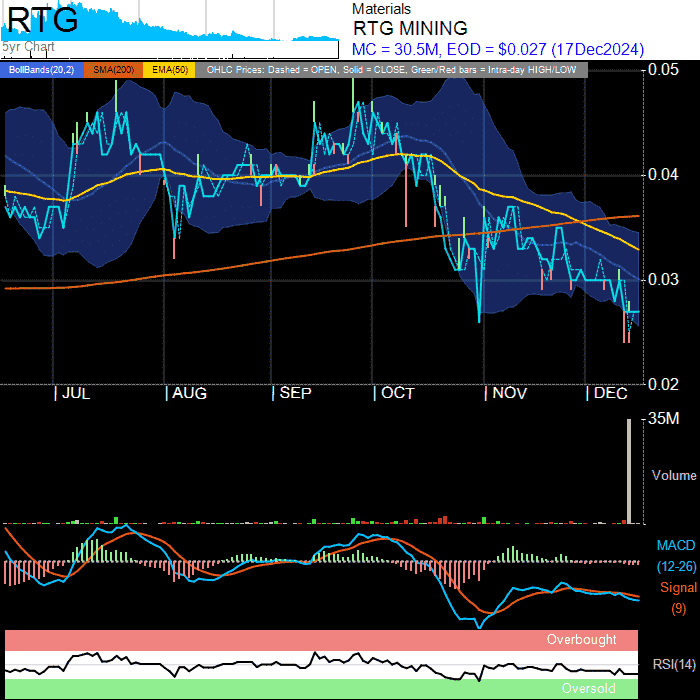 RTG
5yr Chart
Materials
RTG MINING
MC = 30.5M, EOD = $0.027 (17Dec2024)
BollBands(20,2) SMA(200) EMA(50) OHLC Prices: Dashed = OPEN, Solid = CLOSE, Green/Red bars = Intra-day HIGH/LOW
0.05
0.04
0.03
0.02
JUL AUG SEP OCT NOV DEC
35M
Volume
MACD
(12-26)
Signal
(9)
Overbought
RSI(14)
Oversold